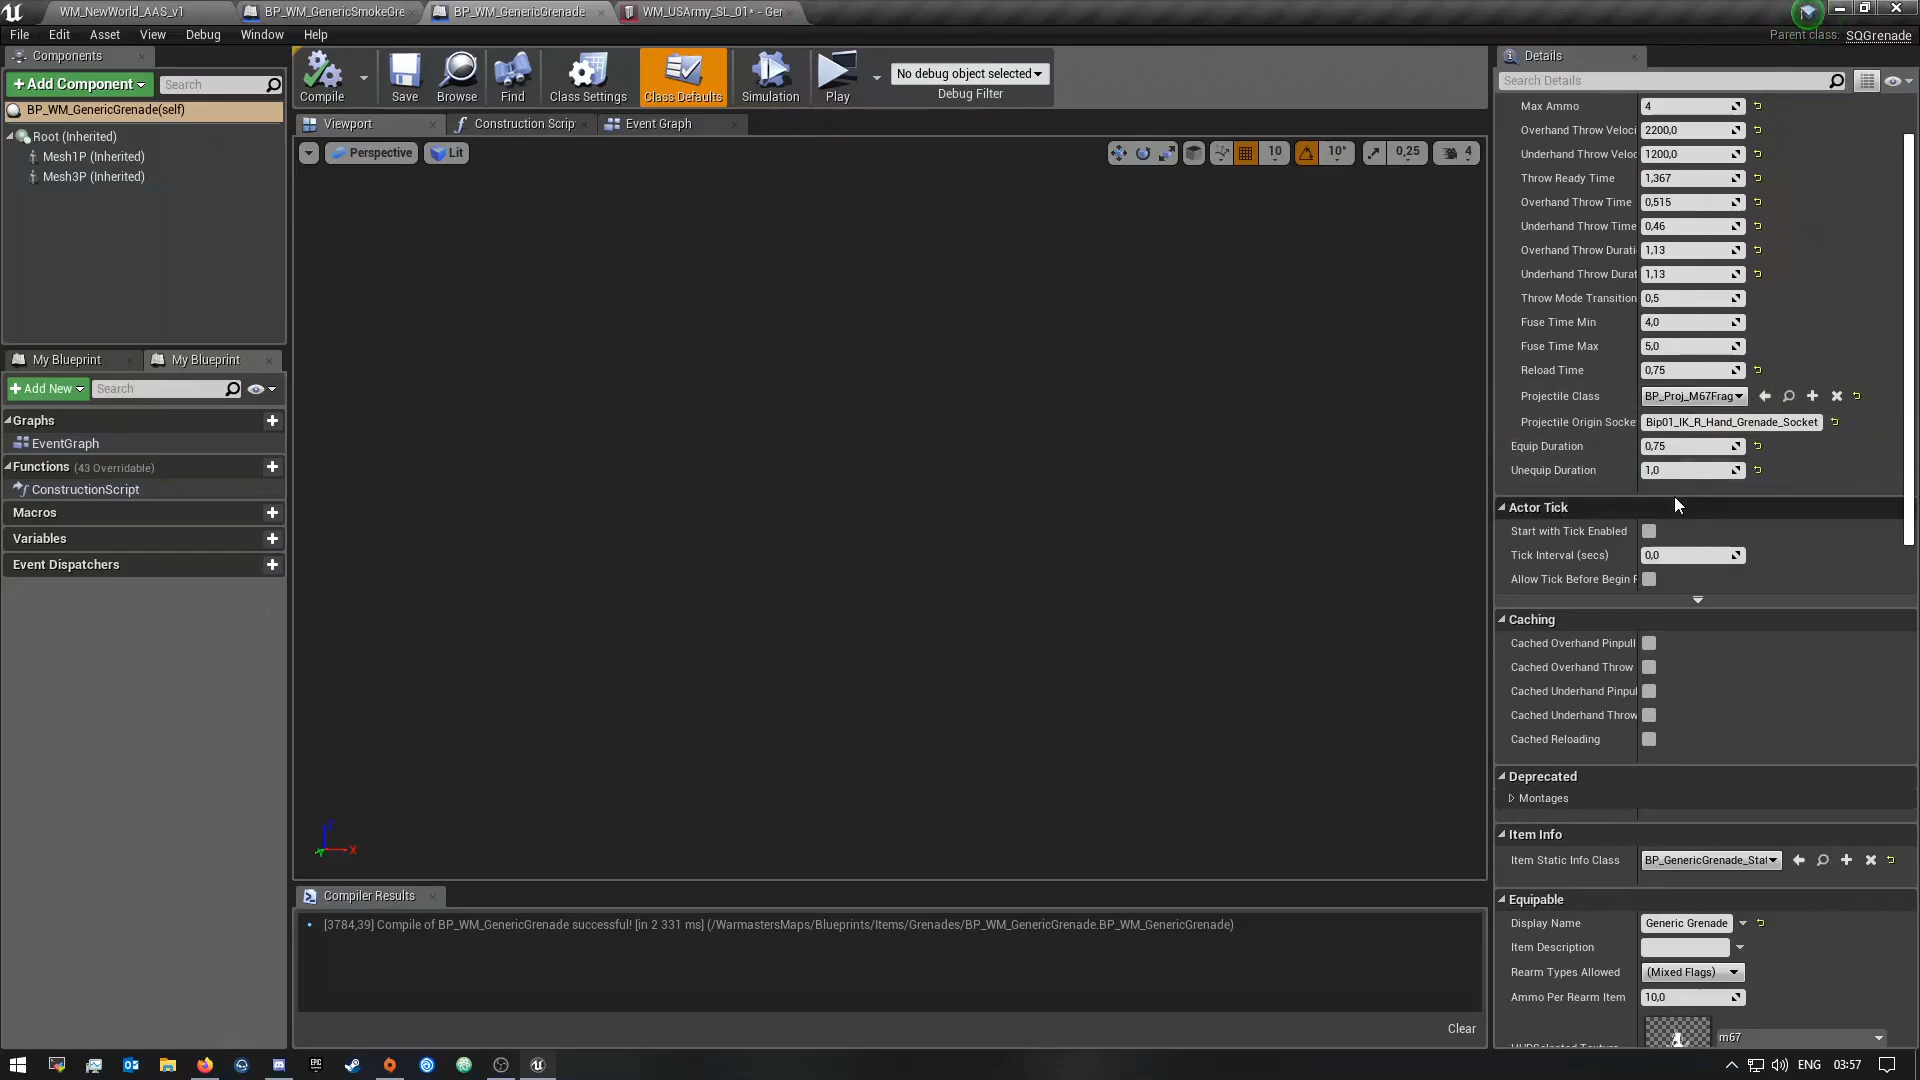 WM_NewWorld_AAS_v1
BP_WM_GenericSmokeGre
BP_WM_GenericGrenade
WM_USArmy_SL_01* - Ger
File Edit Asset View Debug Window Help
Parent class: SQGrenade
Components
+Add Component
Search
BP_WM_GenericGrenade(self)
Root (Inherited)
Mesh1P (Inherited)
Mesh3P (Inherited)
My Blueprint
My Blueprint
+Add New
Search
Graphs
EventGraph
Functions (43 Overridable)
ConstructionScript
Macros
Variables
Event Dispatchers
Compile
Save
Browse
Find
Class Settings
Class Defaults
Simulation
Play
No debug object selected
Debug Filter
Viewport
Construction Scrip
Event Graph
Perspective
Lit
10
10°
0,25
4
Z
X
Y
Compiler Results
[3784,39] Compile of BP_WM_GenericGrenade successful! [in 2 331 ms] (/WarmastersMaps/Blueprints/Items/Grenades/BP_WM_GenericGrenade.BP_WM_GenericGrenade)
Clear
Details
Search Details
Max Ammo 4
Overhand Throw Veloci 2200,0
Underhand Throw Veloc 1200,0
Throw Ready Time 1,367
Overhand Throw Time 0,515
Underhand Throw Time 0,46
Overhand Throw Durati 1,13
Underhand Throw Durat 1,13
Throw Mode Transition 0,5
Fuse Time Min 4,0
Fuse Time Max 5,0
Reload Time 0,75
Projectile Class BP_Proj_M67Frag
Projectile Origin Socke Bip01_IK_R_Hand_Grenade_Socket
Equip Duration 0,75
Unequip Duration 1,0
Actor Tick
Start with Tick Enabled
Tick Interval (secs) 0,0
Allow Tick Before Begin P
Caching
Cached Overhand Pinpull
Cached Overhand Throw
Cached Underhand Pinpul
Cached Underhand Throw
Cached Reloading
Deprecated
Montages
Item Info
Item Static Info Class BP_GenericGrenade_Stat
Equipable
Display Name Generic Grenade
Item Description
Rearm Types Allowed (Mixed Flags)
Ammo Per Rearm Item 10,0
m67
ENG 03:57